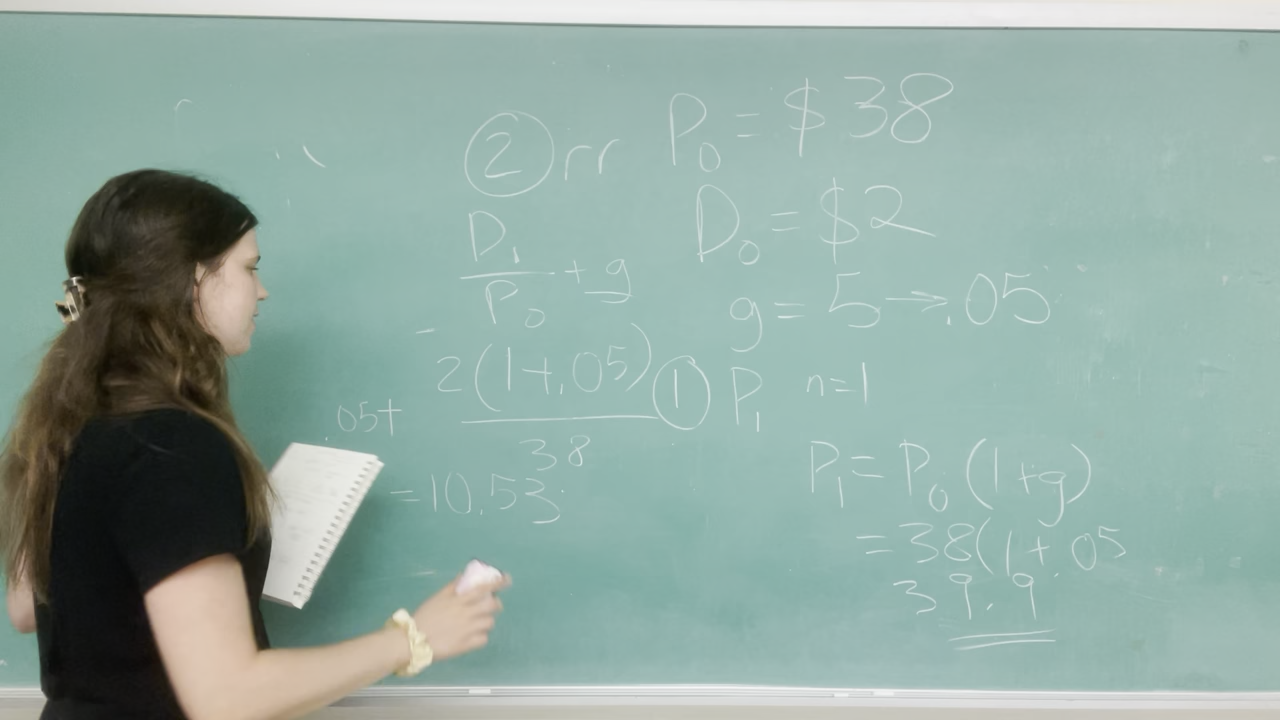 ② rr P₀ = $38
D₁/P₀ + g
D₀ = $2
g = 5 → .05
.05+ 2(1+.05)/38
= 10.53
① P₁ n=1
P₁ = P₀ (1+g)
= 38(1+.05
39.9